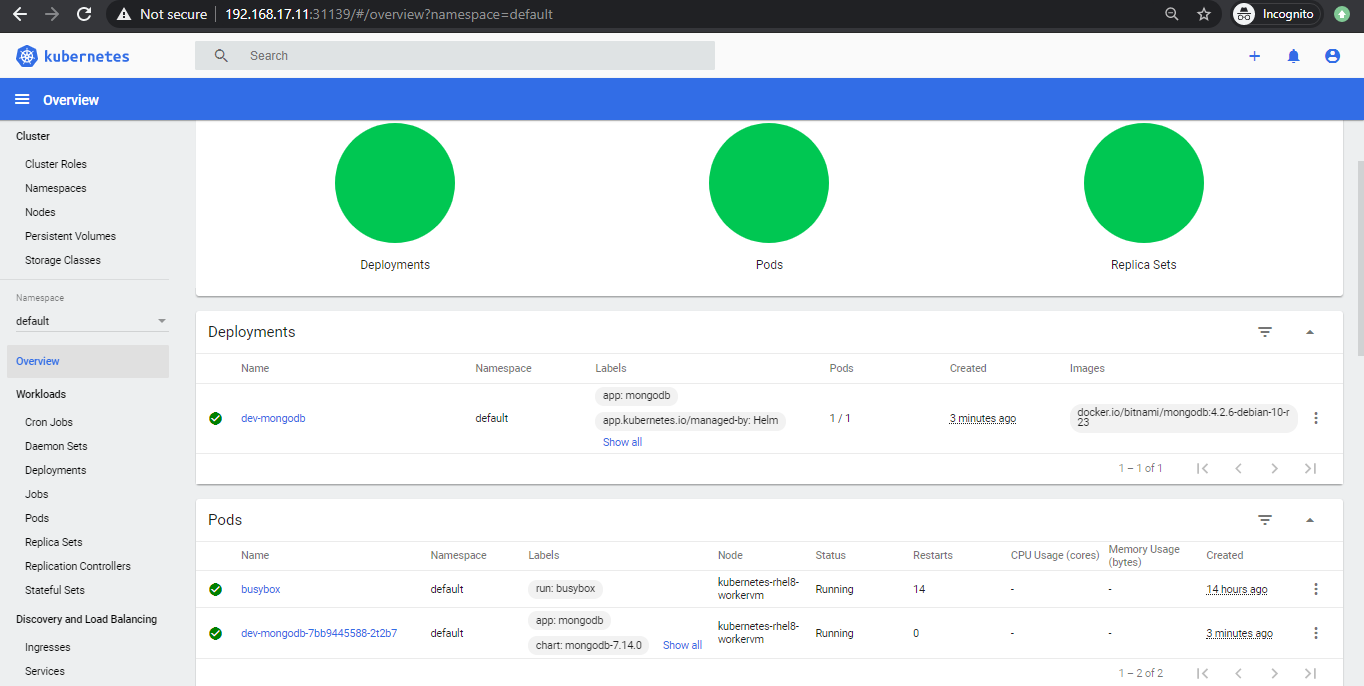 Not secure
192.168.17.11:31139/#/overview?namespace=default
Incognito
kubernetes
Search
Overview
Cluster
Cluster Roles
Namespaces
Nodes
Persistent Volumes
Storage Classes
Namespace
default
Overview
Workloads
Cron Jobs
Daemon Sets
Deployments
Jobs
Pods
Replica Sets
Replication Controllers
Stateful Sets
Discovery and Load Balancing
Ingresses
Services
Deployments Pods Replica Sets
Deployments
Name Namespace Labels Pods Created Images
dev-mongodb default app: mongodb 1 / 1 3 minutes ago docker.io/bitnami/mongodb:4.2.6-debian-10-r
app.kubernetes.io/managed-by: Helm 23
Show all
1 – 1 of 1
Pods
Name Namespace Labels Node Status Restarts CPU Usage (cores) Memory Usage Created
(bytes)
busybox default run: busybox kubernetes-rhel8- Running 14 - - 14 hours ago
workervm
dev-mongodb-7bb9445588-2t2b7 default app: mongodb kubernetes-rhel8- Running 0 - - 3 minutes ago
chart: mongodb-7.14.0 Show all workervm
1 – 2 of 2